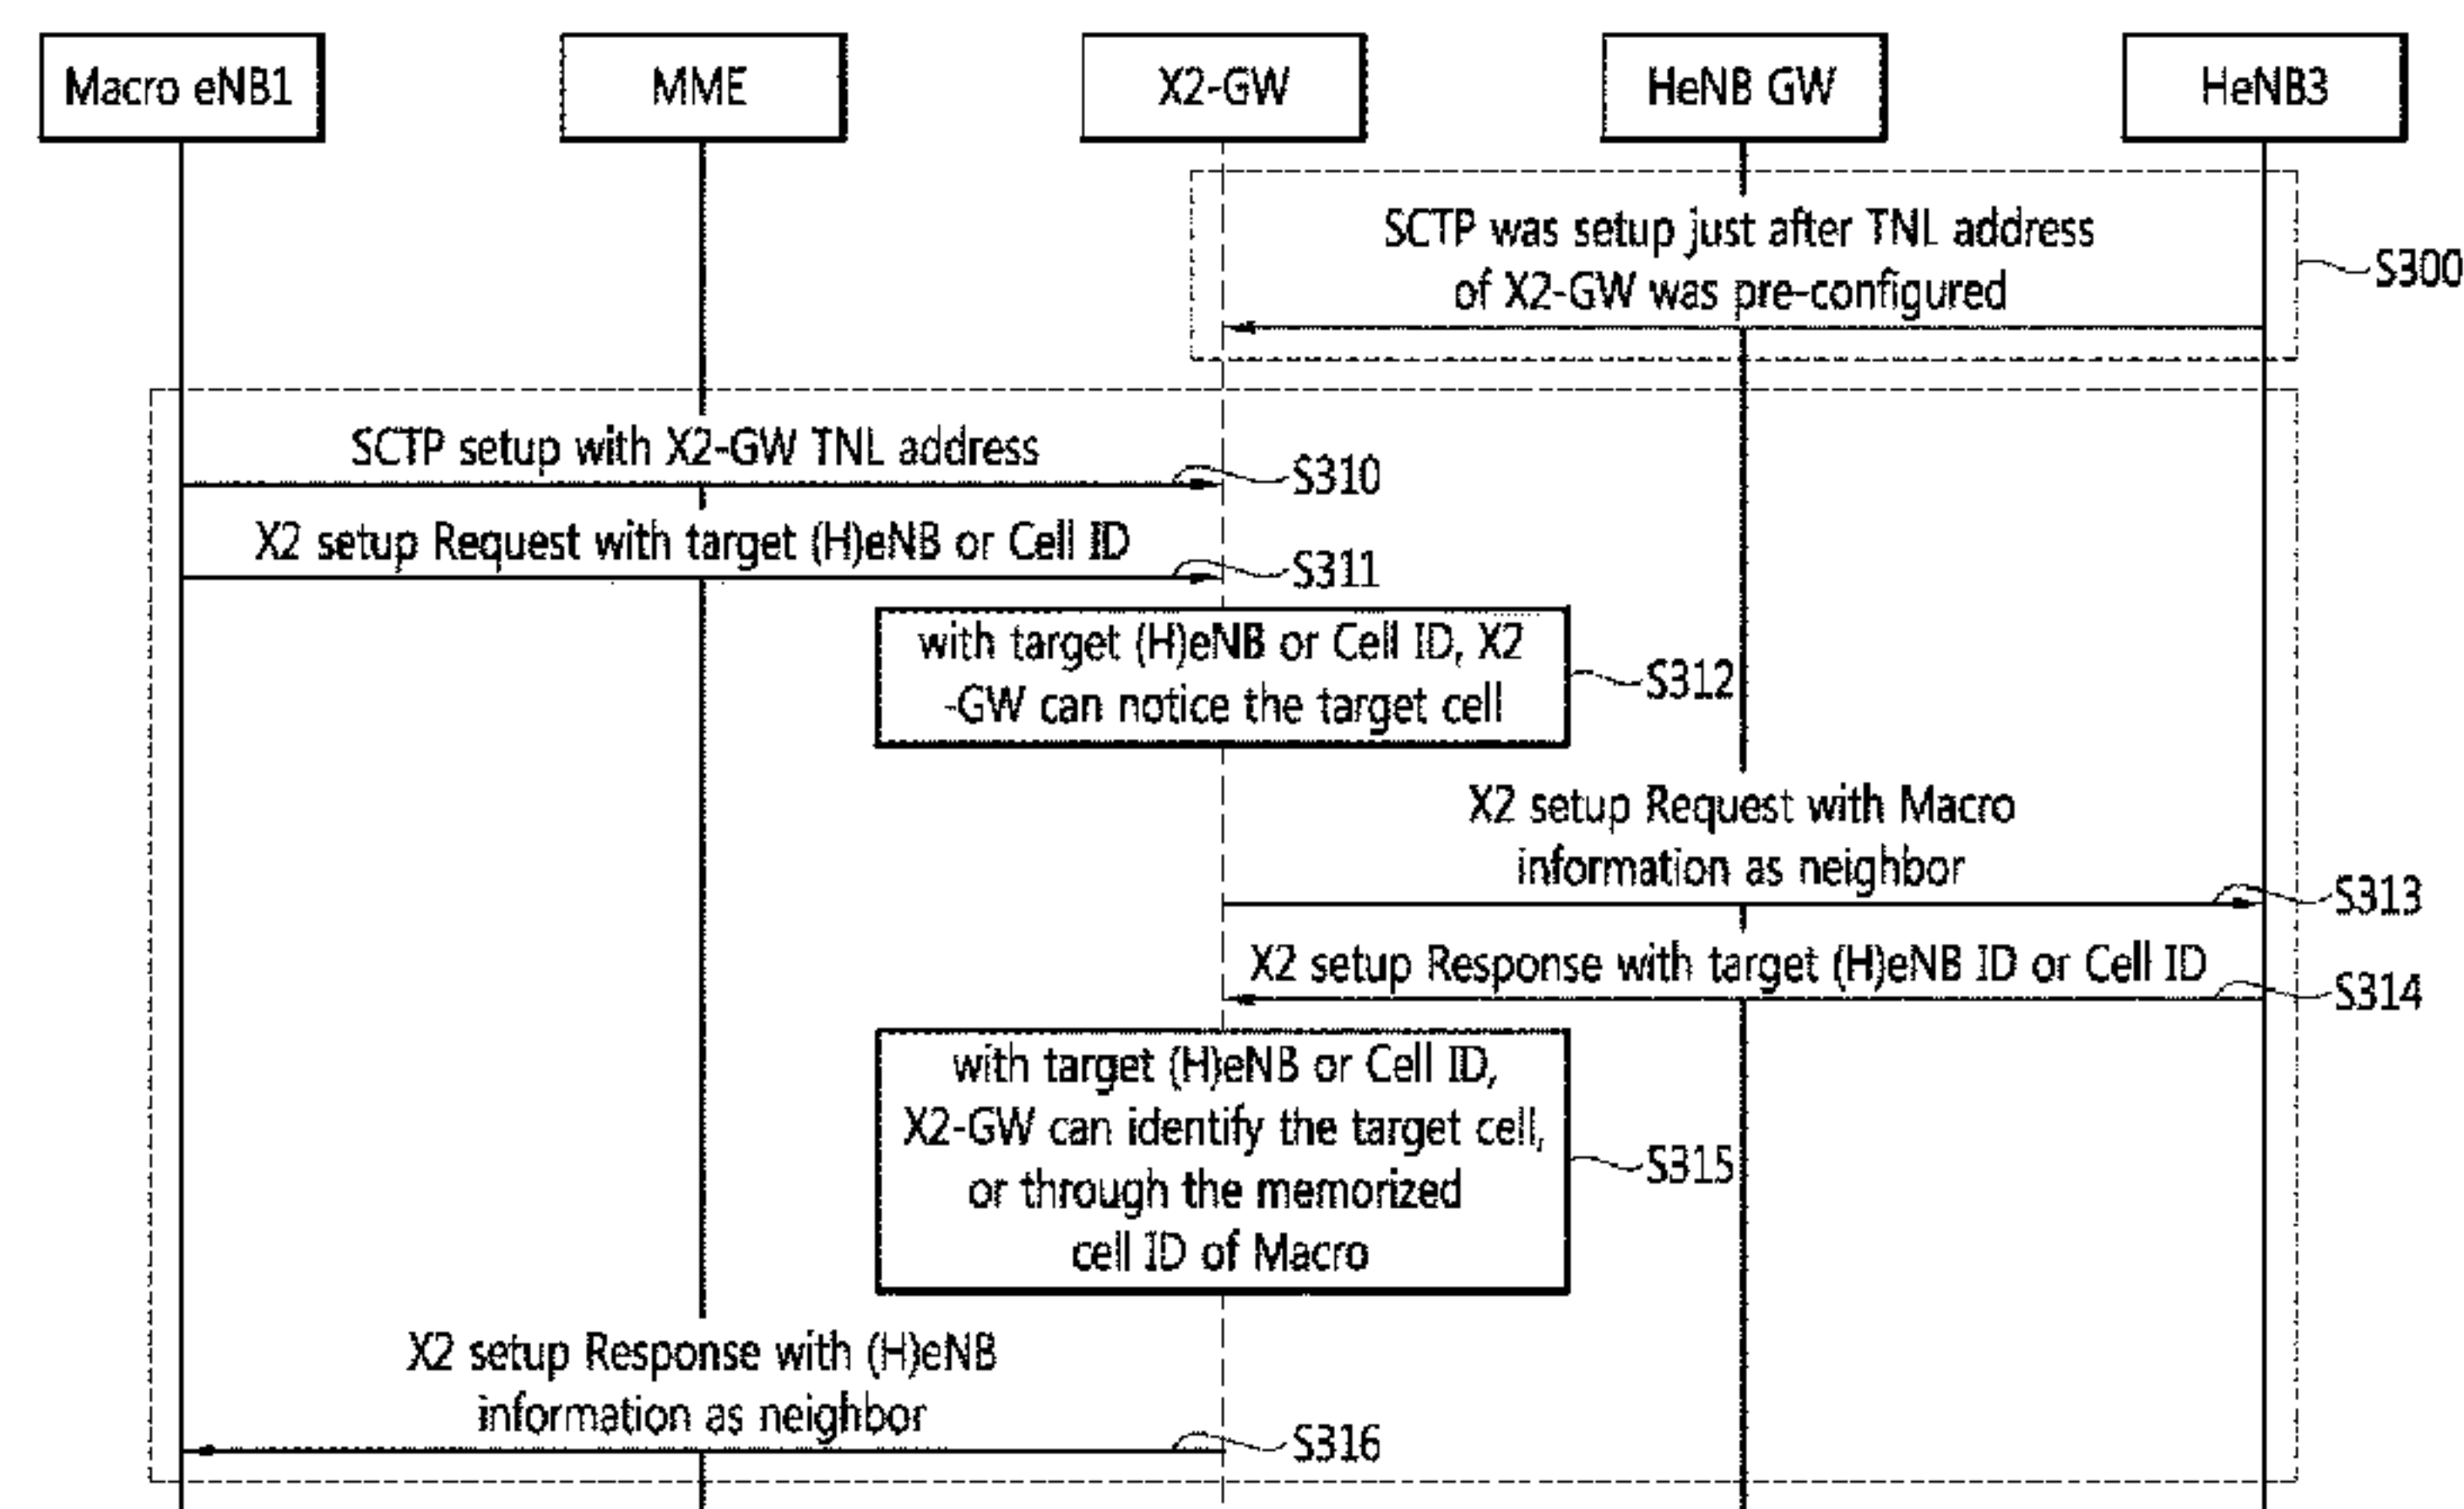 Macro eNB1
MME
X2-GW
HeNB GW
HeNB3
SCTP was setup just after TNL address
of X2-GW was pre-configured
S300
SCTP setup with X2-GW TNL address
S310
X2 setup Request with target (H)eNB or Cell ID
S311
with target (H)eNB or Cell ID, X2
-GW can notice the target cell
S312
X2 setup Request with Macro
information as neighbor
S313
X2 setup Response with target (H)eNB ID or Cell ID
S314
with target (H)eNB or Cell ID,
X2-GW can identify the target cell,
or through the memorized
cell ID of Macro
S315
X2 setup Response with (H)eNB
information as neighbor
S316